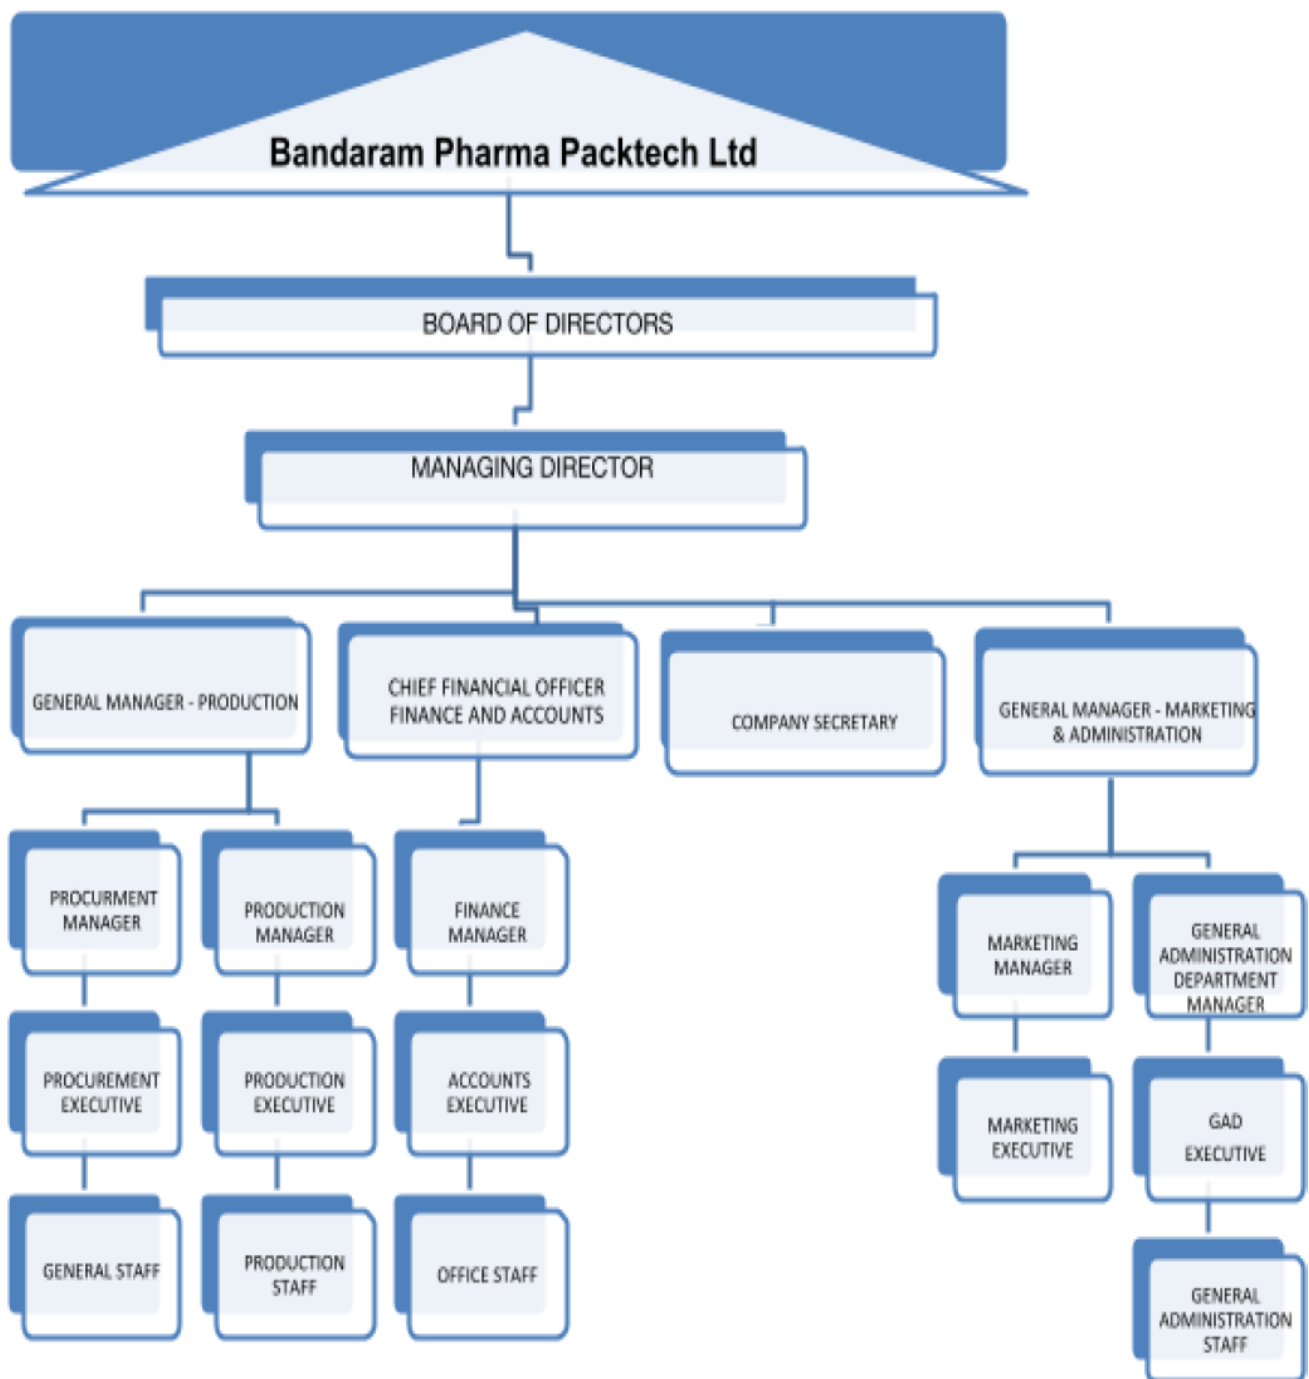 Bandaram Pharma Packtech Ltd
BOARD OF DIRECTORS
MANAGING DIRECTOR
GENERAL MANAGER - PRODUCTION
CHIEF FINANCIAL OFFICER
FINANCE AND ACCOUNTS
COMPANY SECRETARY
GENERAL MANAGER - MARKETING
& ADMINISTRATION
PROCURMENT
MANAGER
PRODUCTION
MANAGER
FINANCE
MANAGER
MARKETING
MANAGER
GENERAL
ADMINISTRATION
DEPARTMENT
MANAGER
PROCUREMENT
EXECUTIVE
PRODUCTION
EXECUTIVE
ACCOUNTS
EXECUTIVE
MARKETING
EXECUTIVE
GAD
EXECUTIVE
GENERAL STAFF
PRODUCTION
STAFF
OFFICE STAFF
GENERAL
ADMINISTRATION
STAFF